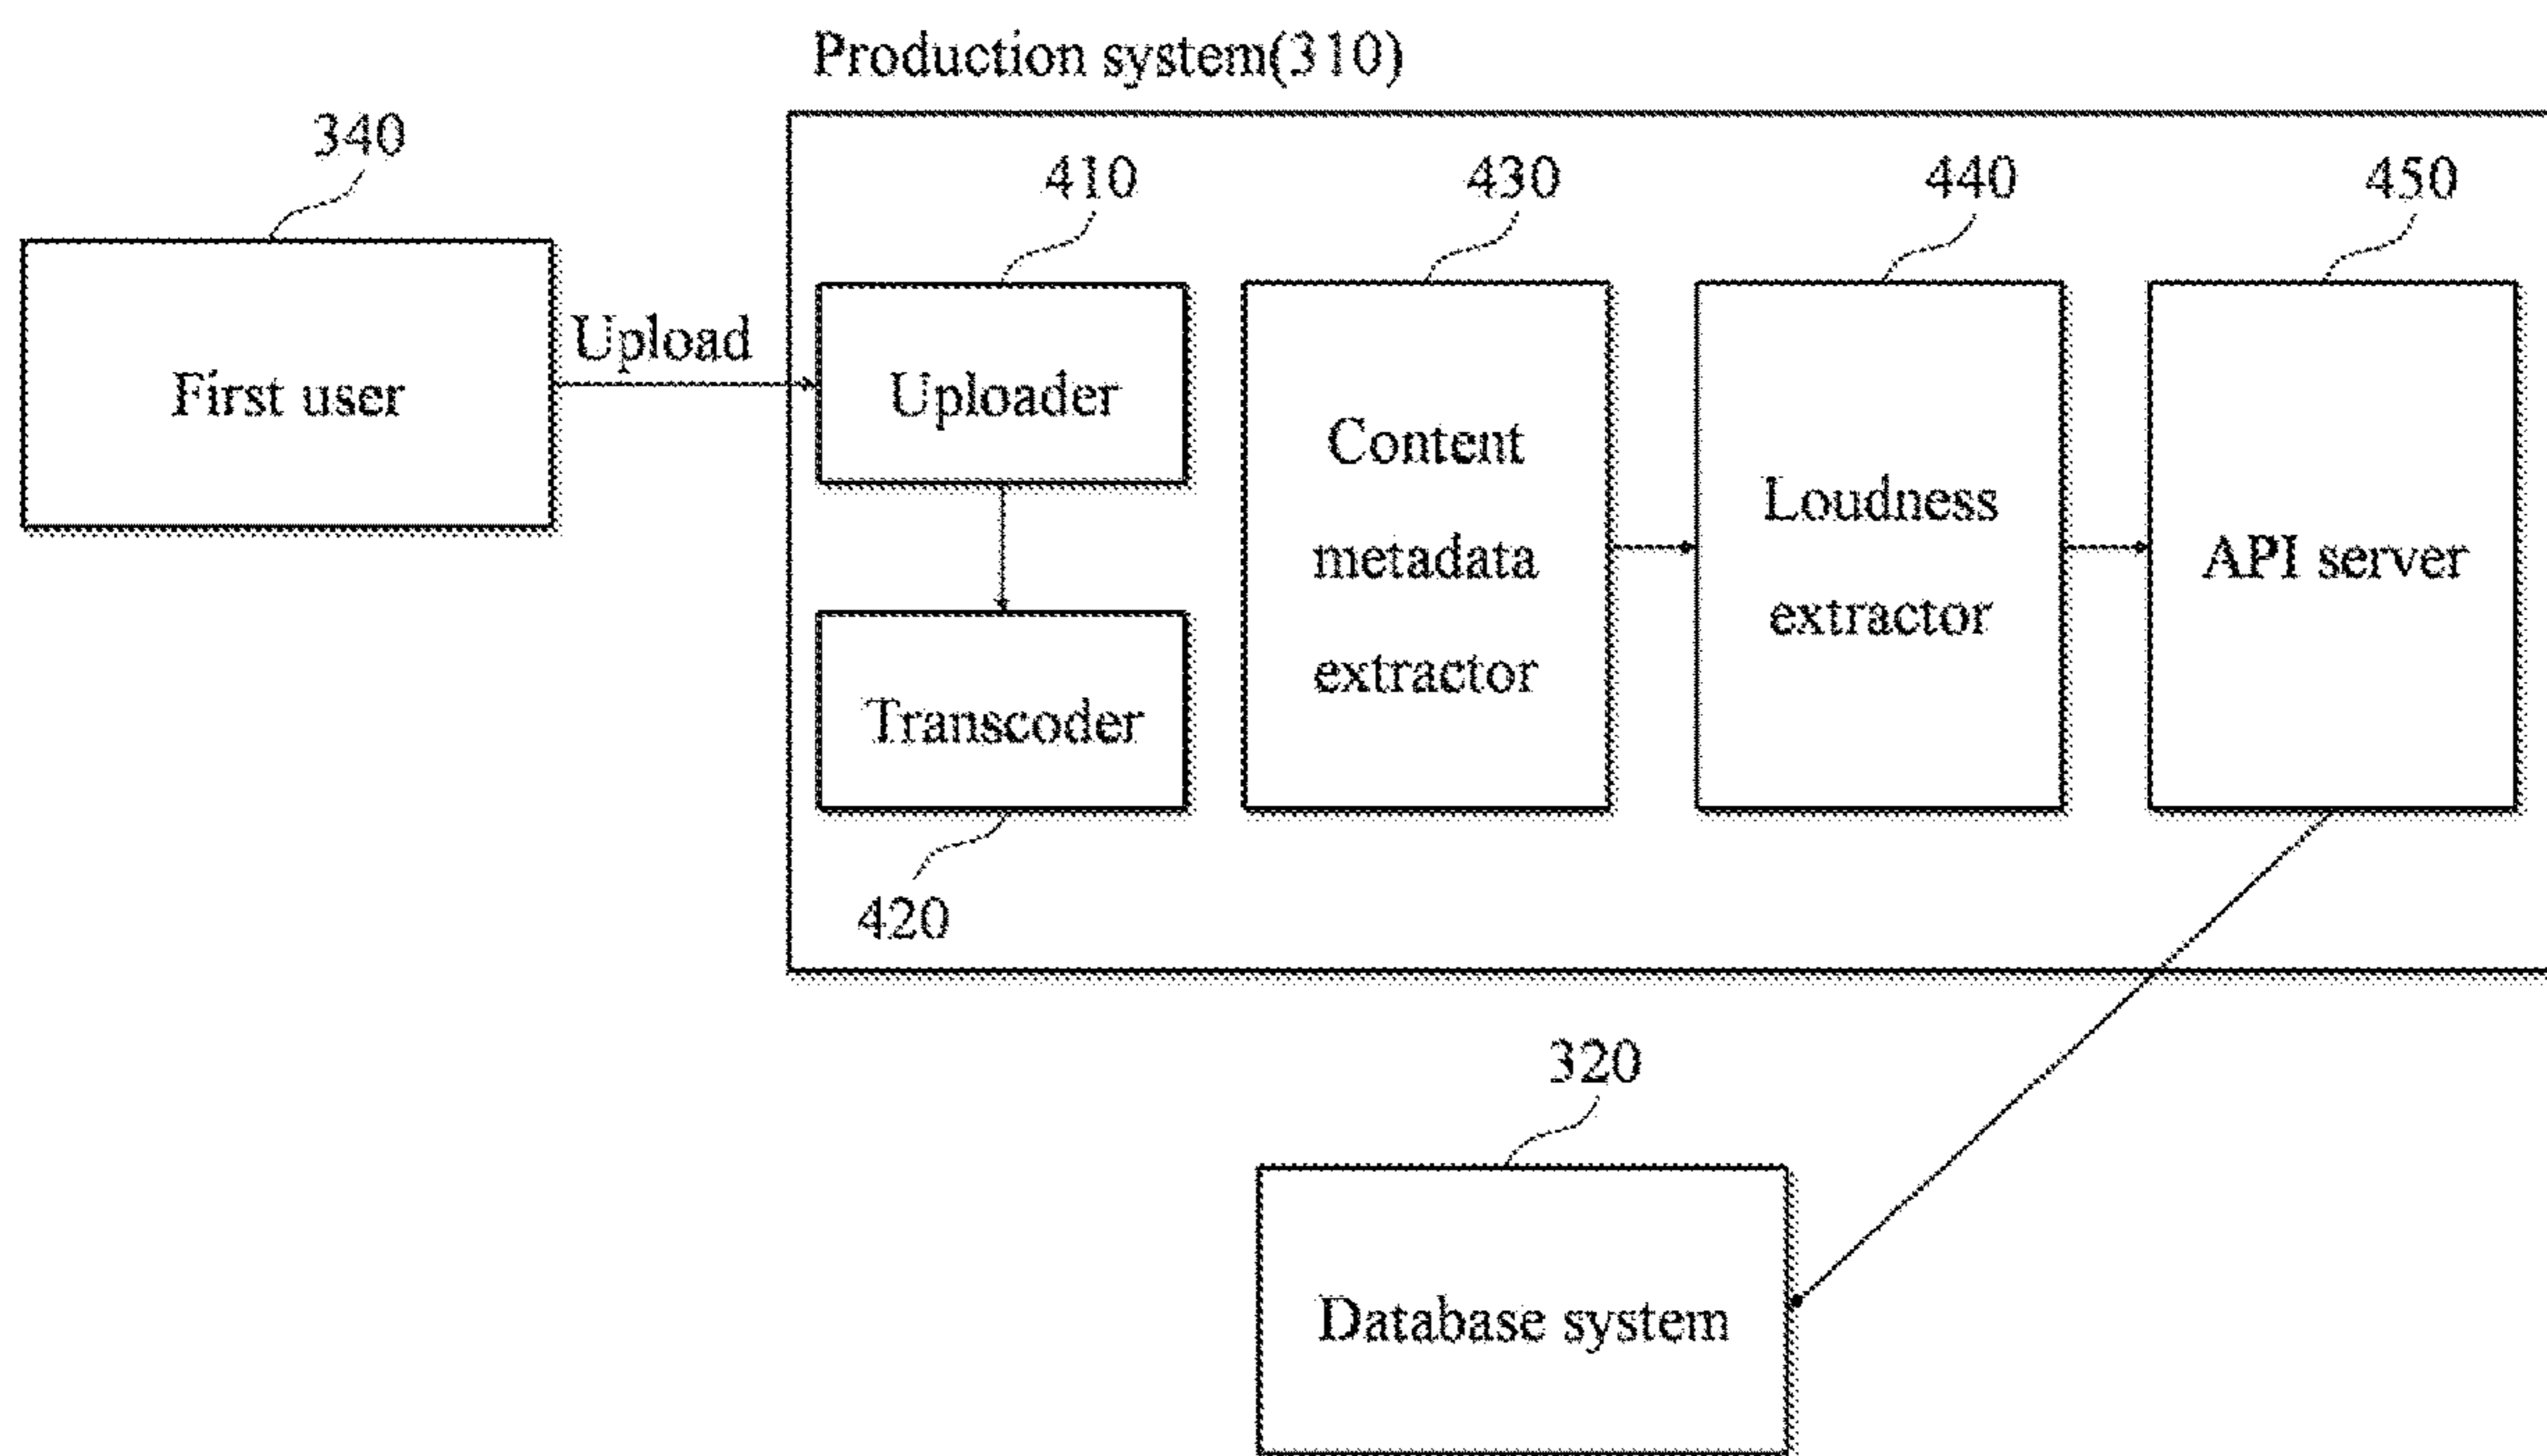 Production system(310)
340
410
430
440
450
First user
Upload
Uploader
Content
metadata
extractor
Loudness
extractor
API server
Transcoder
420
320
Database system